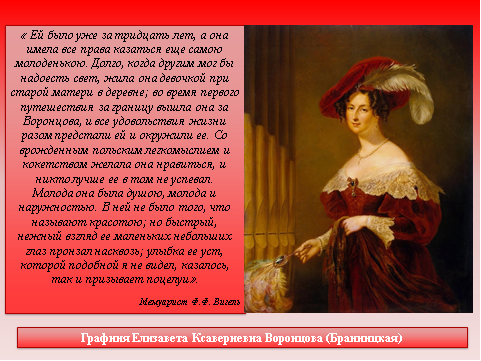 « Ей было уже за тридцать лет, а она
имела все права казаться еще самою
молоденькою. Долго, когда другим мог бы
надоесть свет, жила она девочкой при
старой матери в деревне; во время первого
путешествия за границу вышла она за
Воронцова, и все удовольствия жизни
разом предстали ей и окружили ее. Со
врожденным польским легкомыслием и
кокетством желала она нравиться, и
никто лучше ее в том не успевал.
Молода она была душою, молода и
наружностью. В ней не было того, что
называют красотою; но быстрый,
нежный взгляд ее маленьких небольших
глаз пронзал насквозь; улыбка ее уст,
которой подобной я не видел, казалось,
так и призывает поцелуи».
Мемуарист Ф.Ф. Вигель
Графиня Елизавета Ксавериевна Воронцова (Браницкая)